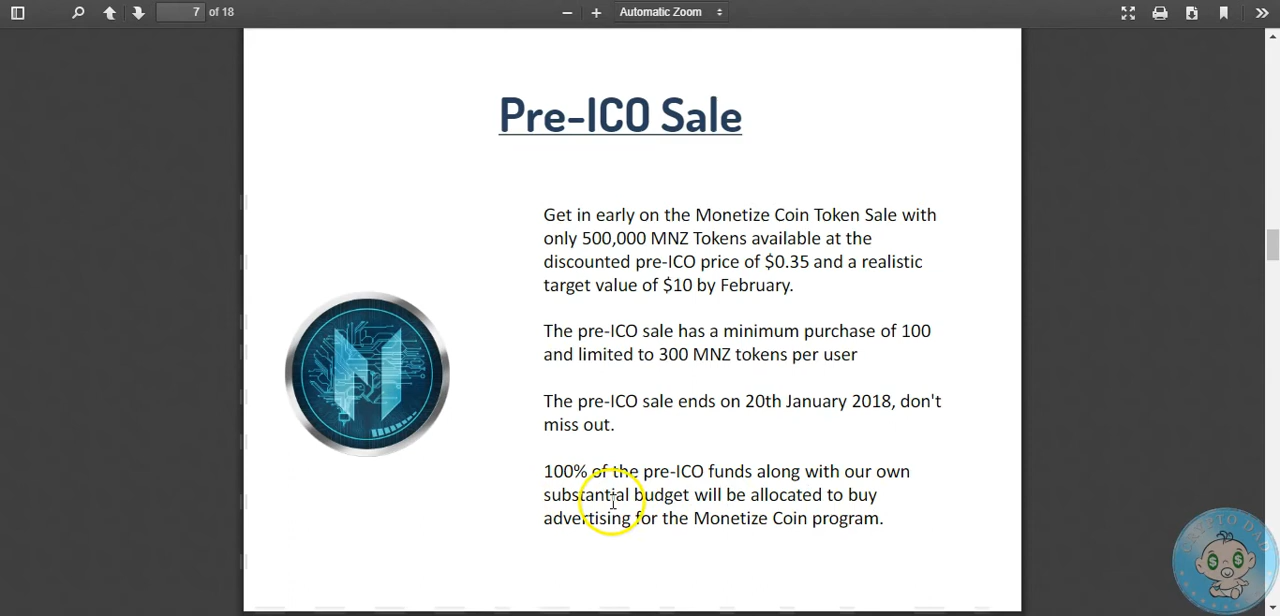 7 of 18
Automatic Zoom
Pre-ICO Sale
Get in early on the Monetize Coin Token Sale with
only 500,000 MNZ Tokens available at the
discounted pre-ICO price of $0.35 and a realistic
target value of $10 by February.
The pre-ICO sale has a minimum purchase of 100
and limited to 300 MNZ tokens per user
The pre-ICO sale ends on 20th January 2018, don't
miss out.
100% of the pre-ICO funds along with our own
substantial budget will be allocated to buy
advertising for the Monetize Coin program.
CRYPTO DAD